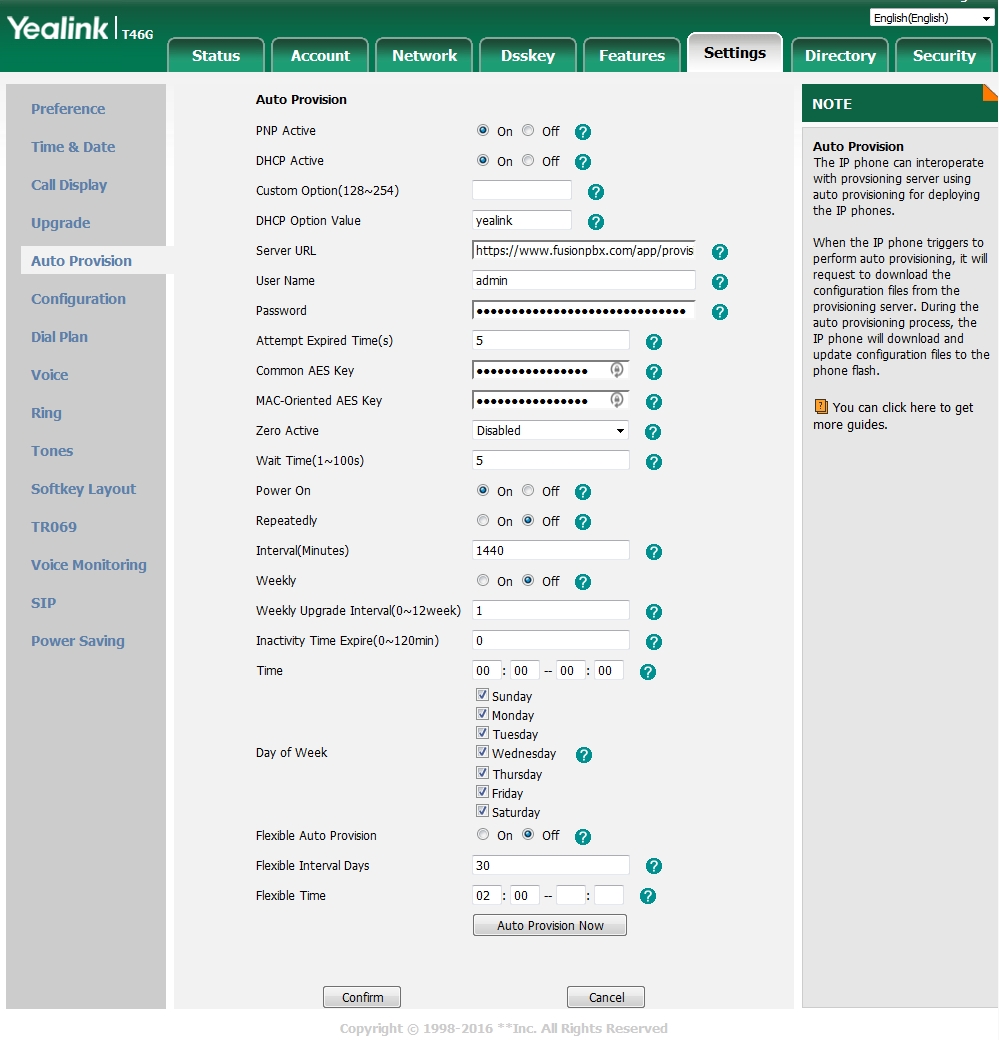 Yealink T46G
English(English)
Status Account Network Dsskey Features Settings Directory Security
Preference
Time & Date
Call Display
Upgrade
Auto Provision
Configuration
Dial Plan
Voice
Ring
Tones
Softkey Layout
TR069
Voice Monitoring
SIP
Power Saving
Auto Provision
PNP Active On Off ?
DHCP Active On Off ?
Custom Option(128~254) ?
DHCP Option Value yealink ?
Server URL https://www.fusionpbx.com/app/provis ?
User Name admin ?
Password •••••••••••••••••••••••••••••• ?
Attempt Expired Time(s) 5 ?
Common AES Key •••••••••••••••• ?
MAC-Oriented AES Key •••••••••••••••• ?
Zero Active Disabled ?
Wait Time(1~100s) 5 ?
Power On On Off ?
Repeatedly On Off ?
Interval(Minutes) 1440 ?
Weekly On Off ?
Weekly Upgrade Interval(0~12week) 1 ?
Inactivity Time Expire(0~120min) 0 ?
Time 00 : 00 -- 00 : 00 ?
Day of Week ?
Sunday
Monday
Tuesday
Wednesday
Thursday
Friday
Saturday
Flexible Auto Provision On Off ?
Flexible Interval Days 30 ?
Flexible Time 02 : 00 -- : ?
Auto Provision Now
Confirm Cancel
NOTE
Auto Provision
The IP phone can interoperate
with provsioning server using
auto provisioning for deploying
the IP phones.
When the IP phone triggers to
perform auto provisioning, it will
request to download the
configuration files from the
provisioning server. During the
auto provisioning process, the
IP phone will download and
update configuration files to the
phone flash.
? You can click here to get
more guides.
Copyright © 1998-2016 **Inc. All Rights Reserved